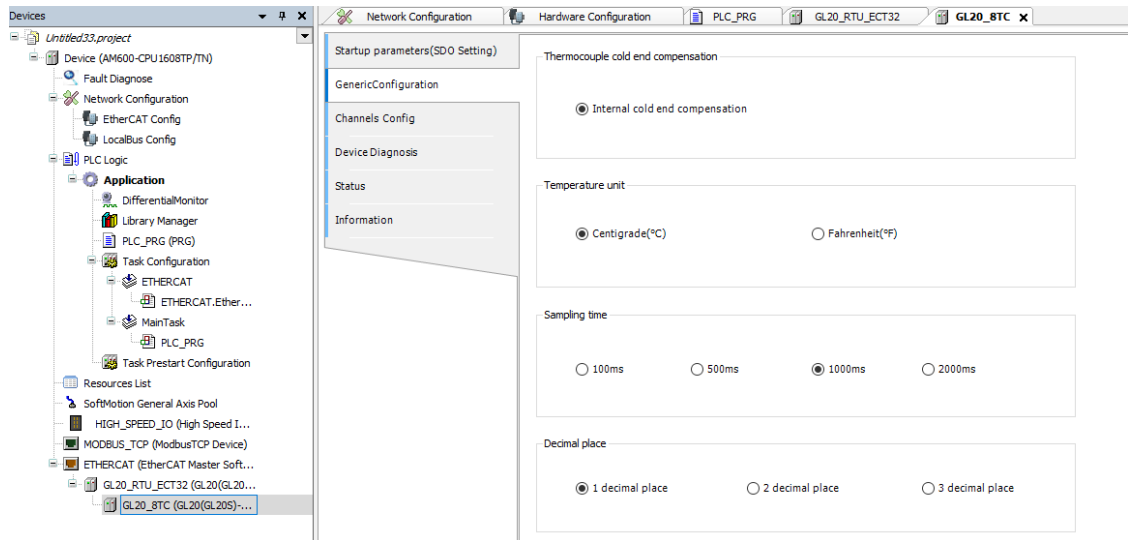 Devices
Untitled33.project
Device (AM600-CPU1608TP/TN)
Fault Diagnose
Network Configuration
EtherCAT Config
LocalBus Config
PLC Logic
Application
DifferentialMonitor
Library Manager
PLC_PRG (PRG)
Task Configuration
ETHERCAT
ETHERCAT.Ether...
MainTask
PLC_PRG
Task Prestart Configuration
Resources List
SoftMotion General Axis Pool
HIGH_SPEED_IO (High Speed I...
MODBUS_TCP (ModbusTCP Device)
ETHERCAT (EtherCAT Master Soft...
GL20_RTU_ECT32 (GL20(GL20...
GL20_8TC (GL20(GL20S)-...
Network Configuration
Hardware Configuration
PLC_PRG
GL20_RTU_ECT32
GL20_8TC
Startup parameters(SDO Setting)
GenericConfiguration
Channels Config
Device Diagnosis
Status
Information
Thermocouple cold end compensation
Internal cold end compensation
Temperature unit
Centigrade(°C) Fahrenheit(°F)
Sampling time
100ms 500ms 1000ms 2000ms
Decimal place
1 decimal place 2 decimal place 3 decimal place